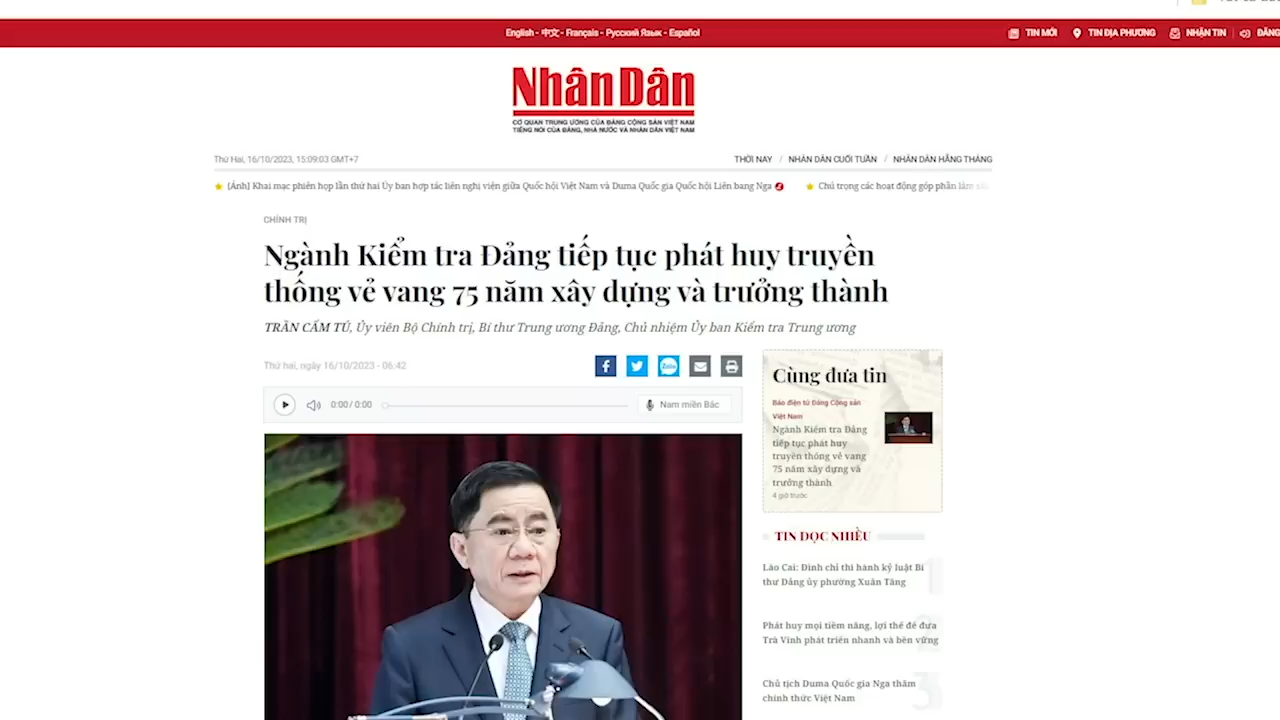 English - 中文 - Français - Русский Язык - Español
TIN MỚI
TIN ĐỊA PHƯƠNG
NHẬN TIN
ĐĂNG
Nhân Dân
CƠ QUAN TRUNG ƯƠNG CỦA ĐẢNG CỘNG SẢN VIỆT NAM
TIẾNG NÓI CỦA ĐẢNG, NHÀ NƯỚC VÀ NHÂN DÂN VIỆT NAM
Thứ Hai, 16/10/2023, 15:09:03 GMT+7
THỜI NAY / NHÂN DÂN CUỐI TUẦN / NHÂN DÂN HẰNG THÁNG
[Ảnh] Khai mạc phiên họp lần thứ hai Ủy ban hợp tác liên nghị viện giữa Quốc hội Việt Nam và Duma Quốc gia Quốc hội Liên bang Nga
Chú trọng các hoạt động góp phần làm
CHÍNH TRỊ
Ngành Kiểm tra Đảng tiếp tục phát huy truyền
thống vẻ vang 75 năm xây dựng và trưởng thành
TRẦN CẨM TÚ, Ủy viên Bộ Chính trị, Bí thư Trung ương Đảng, Chủ nhiệm Ủy ban Kiểm tra Trung ương
Thứ hai, ngày 16/10/2023 - 06:42
Zalo
0:00 / 0:00
Nam miền Bắc
Cùng đưa tin
Báo điện tử Đảng Cộng sản
Việt Nam
Ngành Kiểm tra Đảng
tiếp tục phát huy
truyền thống vẻ vang
75 năm xây dựng và
trưởng thành
4 giờ trước
TIN ĐỌC NHIỀU
Lào Cai: Đình chỉ thi hành kỷ luật Bí
thư Đảng ủy phường Xuân Tăng
1
Phát huy mọi tiềm năng, lợi thế để đưa
Trà Vinh phát triển nhanh và bền vững
2
Chủ tịch Duma Quốc gia Nga thăm
chính thức Việt Nam
3